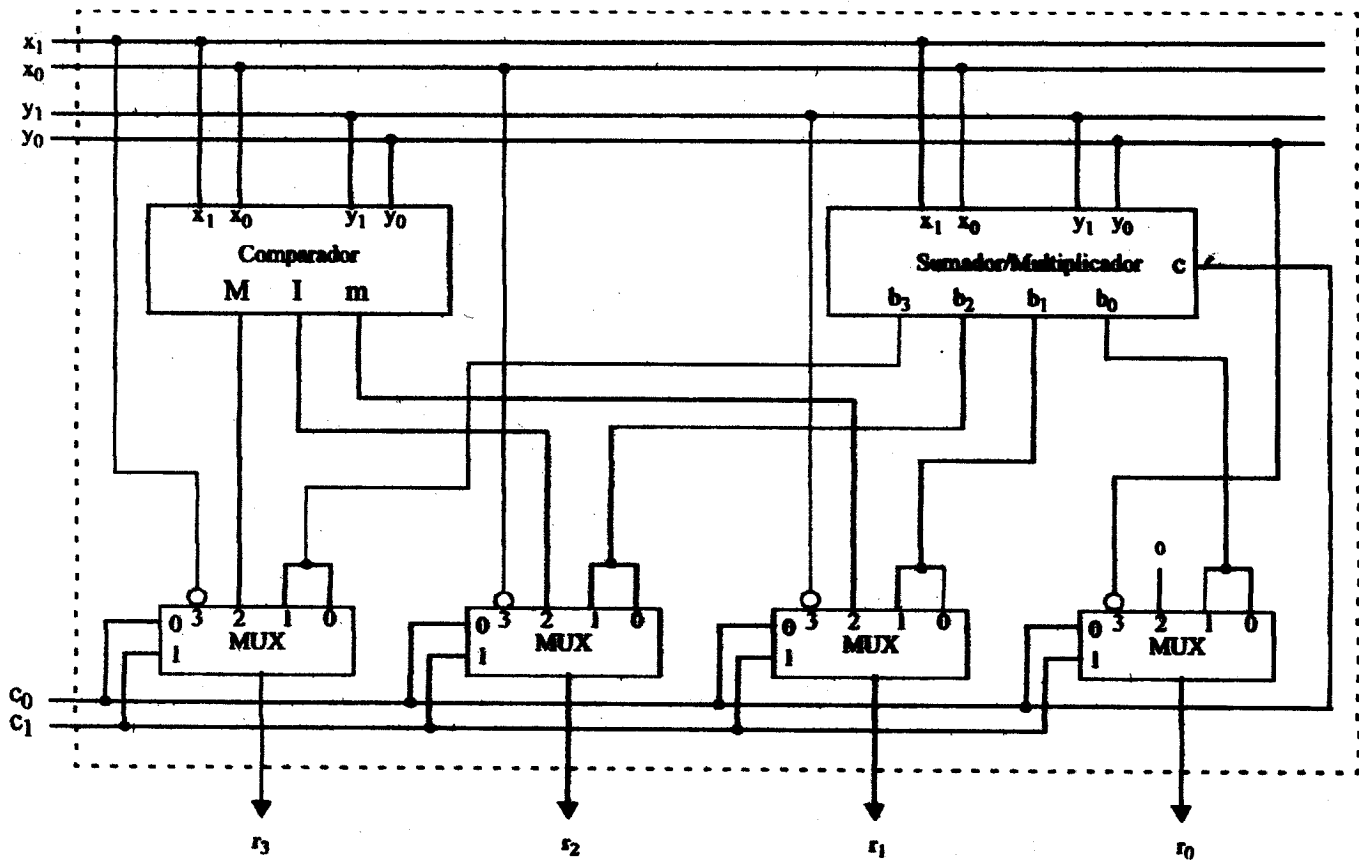 x1
x0
y1
y0
x1 x0 y1 y0
Comparador
M I m
x1 x0 y1 y0
Sumador/Multiplicador c
b3 b2 b1 b0
0
0 3 2 1 0
1 MUX
0 3 2 1 0
1 MUX
0 3 2 1 0
1 MUX
0 3 2 1 0
1 MUX
c0
c1
r3 r2 r1 r0